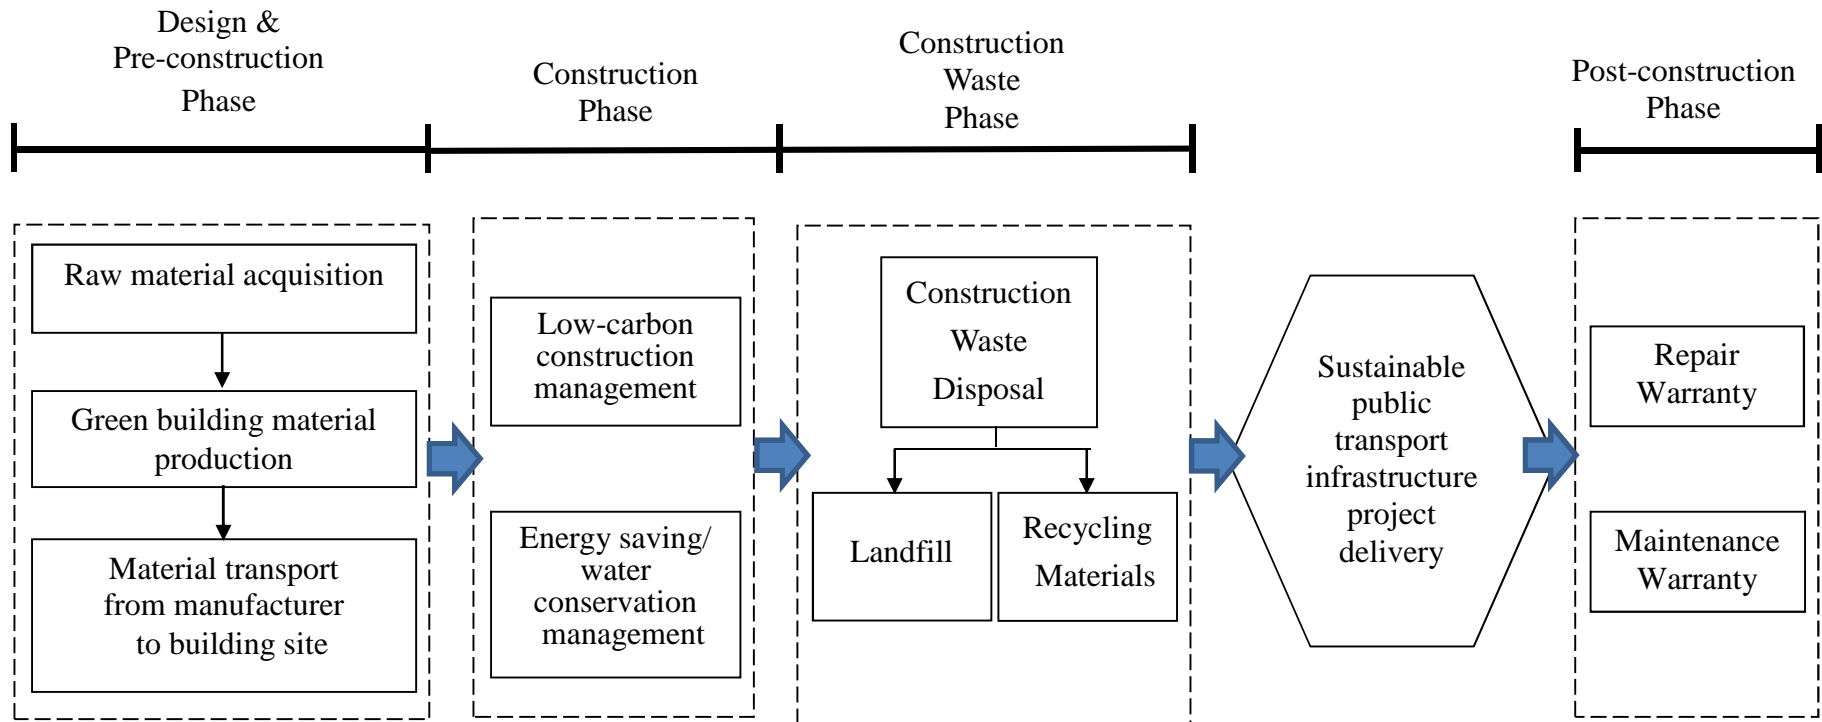 Design &
Pre-construction
Phase
Construction
Phase
Construction
Waste
Phase
Post-construction
Phase
Raw material acquisition
Green building material
production
Material transport
from manufacturer
to building site
Low-carbon
construction
management
Energy saving/
water
conservation
management
Construction
Waste
Disposal
Landfill
Recycling
Materials
Sustainable
public
transport
infrastructure
project
delivery
Repair
Warranty
Maintenance
Warranty